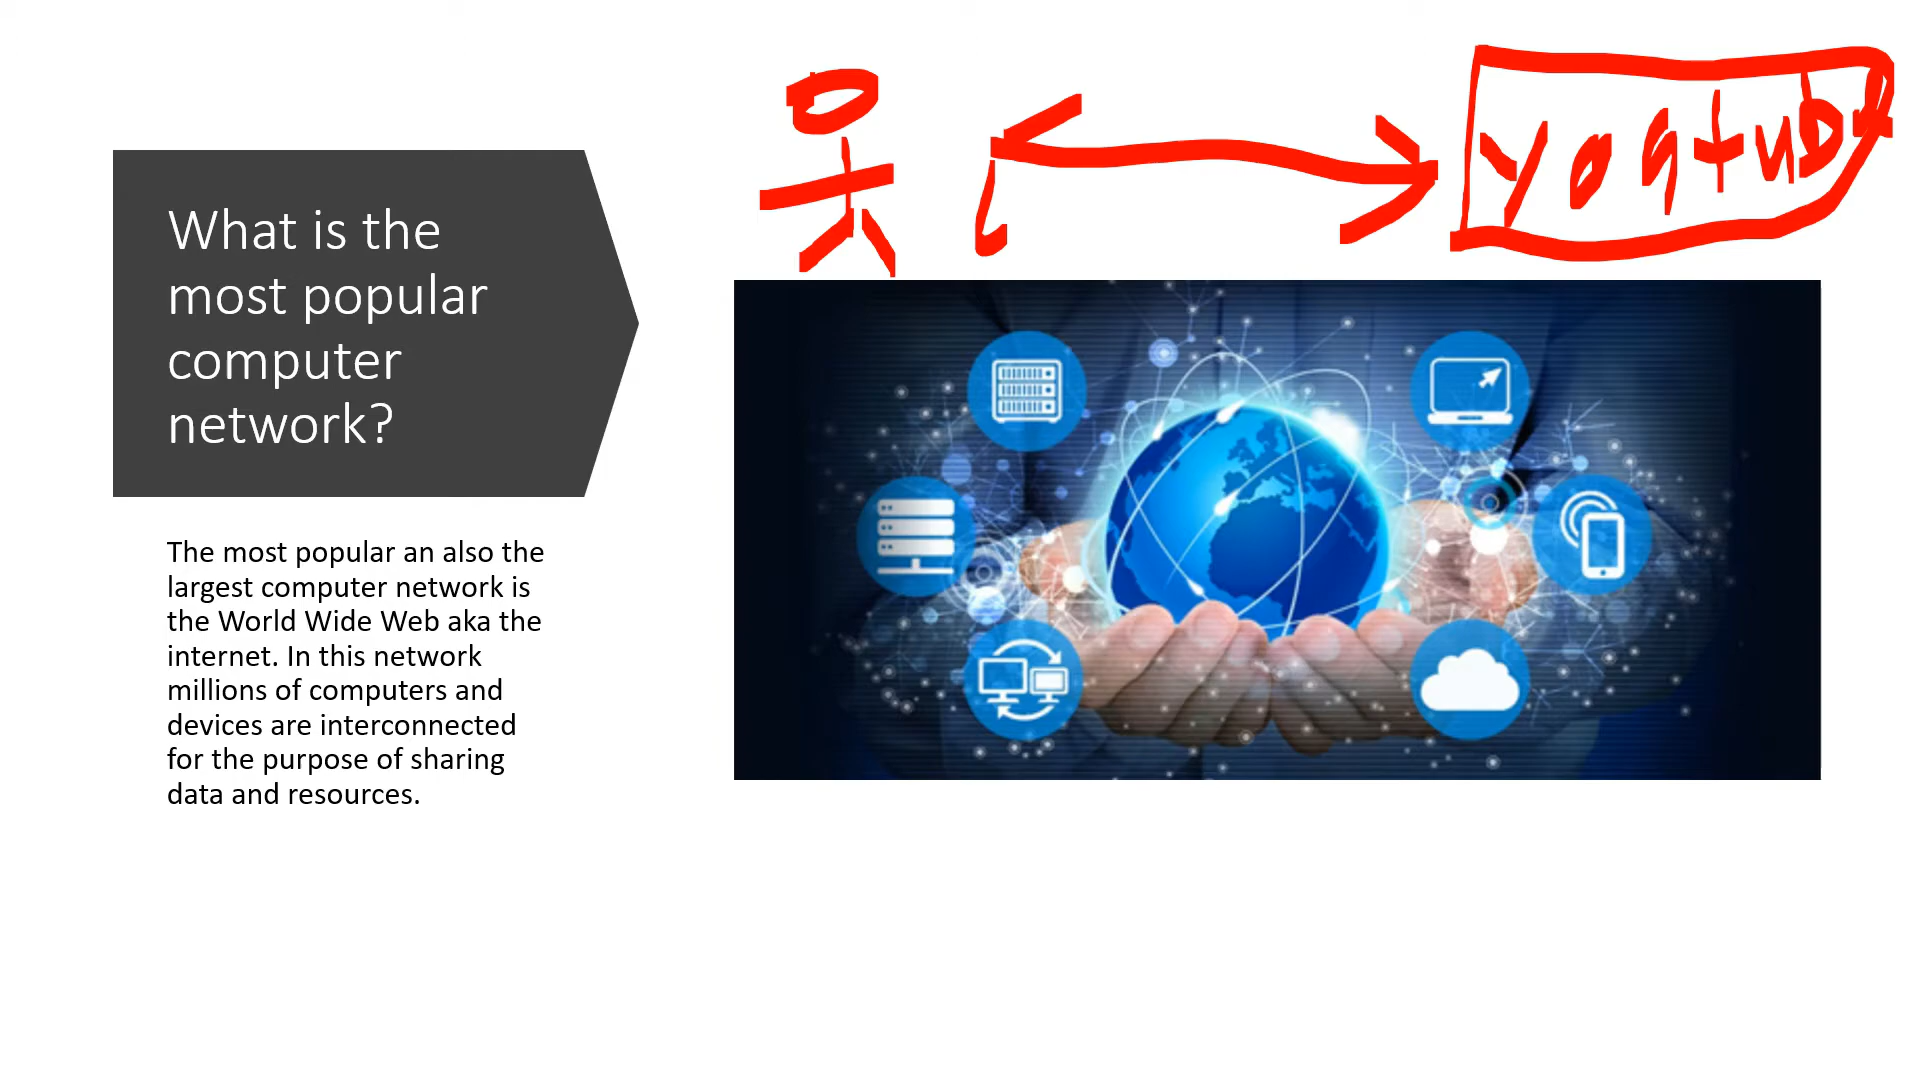 What is the
most popular
computer
network?
The most popular an also the
largest computer network is
the World Wide Web aka the
internet. In this network
millions of computers and
devices are interconnected
for the purpose of sharing
data and resources.
youtube